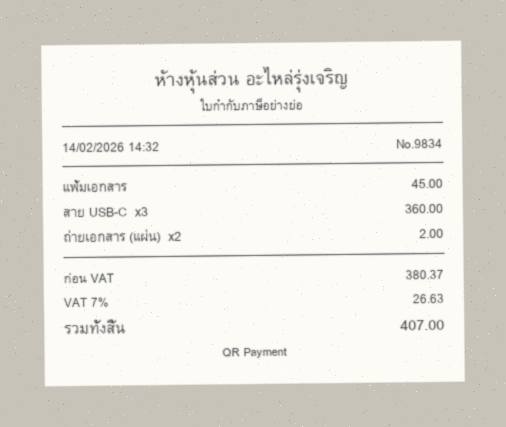 ห้างหุ้นส่วน อะไหล่รุ่งเจริญ
ใบกำกับภาษีอย่างย่อ
14/02/2026 14:32 No.9834
แฟ้มเอกสาร 45.00
สาย USB-C x3 360.00
ถ่ายเอกสาร (แผ่น) x2 2.00
ก่อน VAT 380.37
VAT 7% 26.63
รวมทั้งสิ้น 407.00
QR Payment